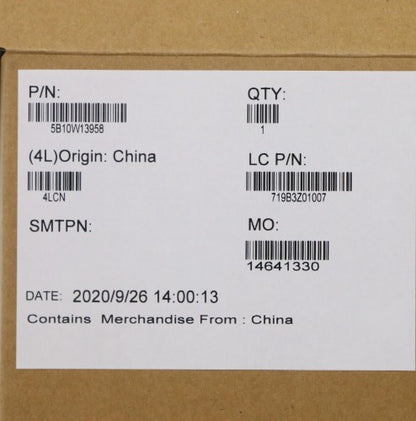 P/N:
5B10W13958
QTY:
1
(4L)Origin: China
4LCN
LC P/N:
719B3Z01007
SMTPN:
MO:
14641330
DATE: 2020/9/26 14:00:13
Contains Merchandise From : China